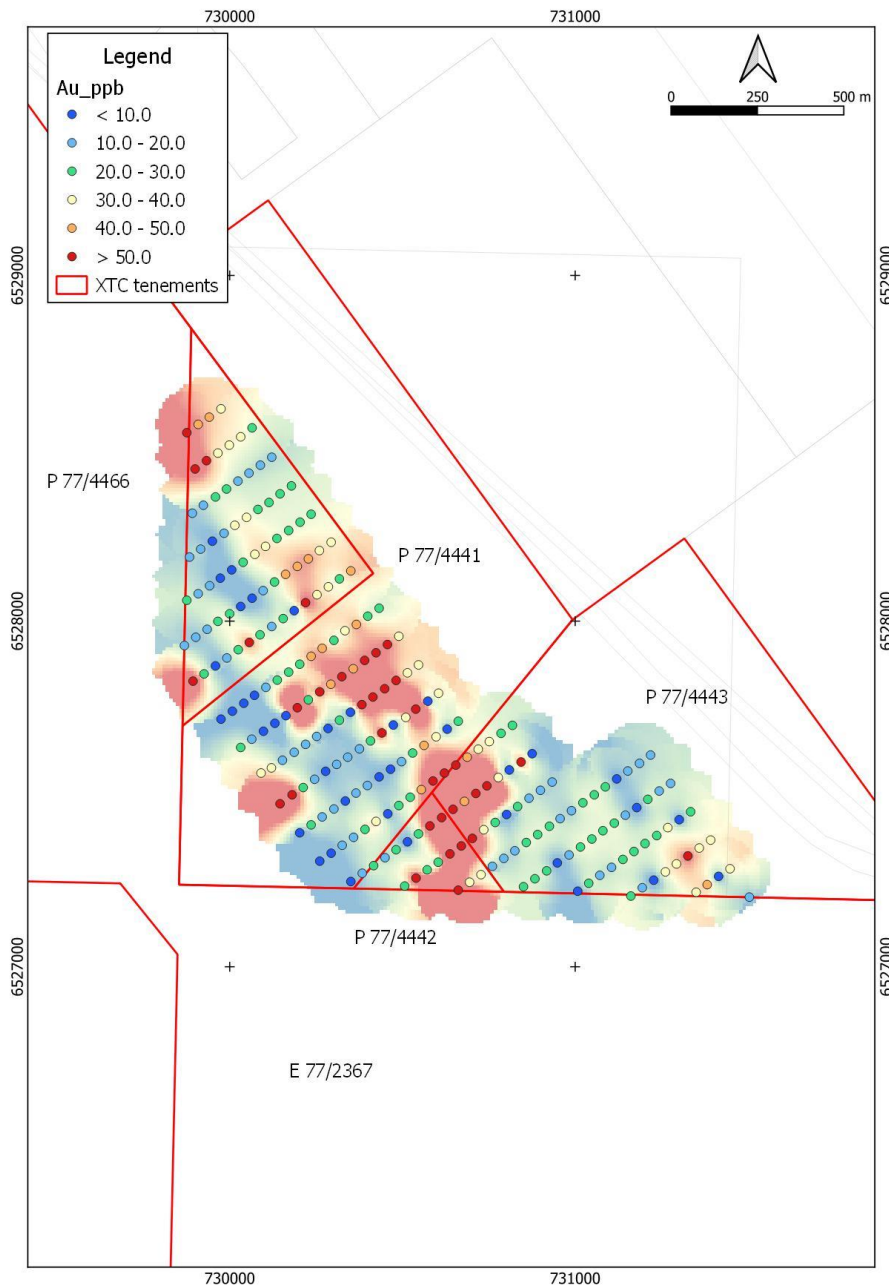 730000
731000
Legend
Au_ppb
< 10.0
10.0 - 20.0
20.0 - 30.0
30.0 - 40.0
40.0 - 50.0
> 50.0
XTC tenements
0 250 500 m
6529000
6529000
P 77/4466
P 77/4441
6528000
6528000
P 77/4443
P 77/4442
6527000
6527000
E 77/2367
730000
731000